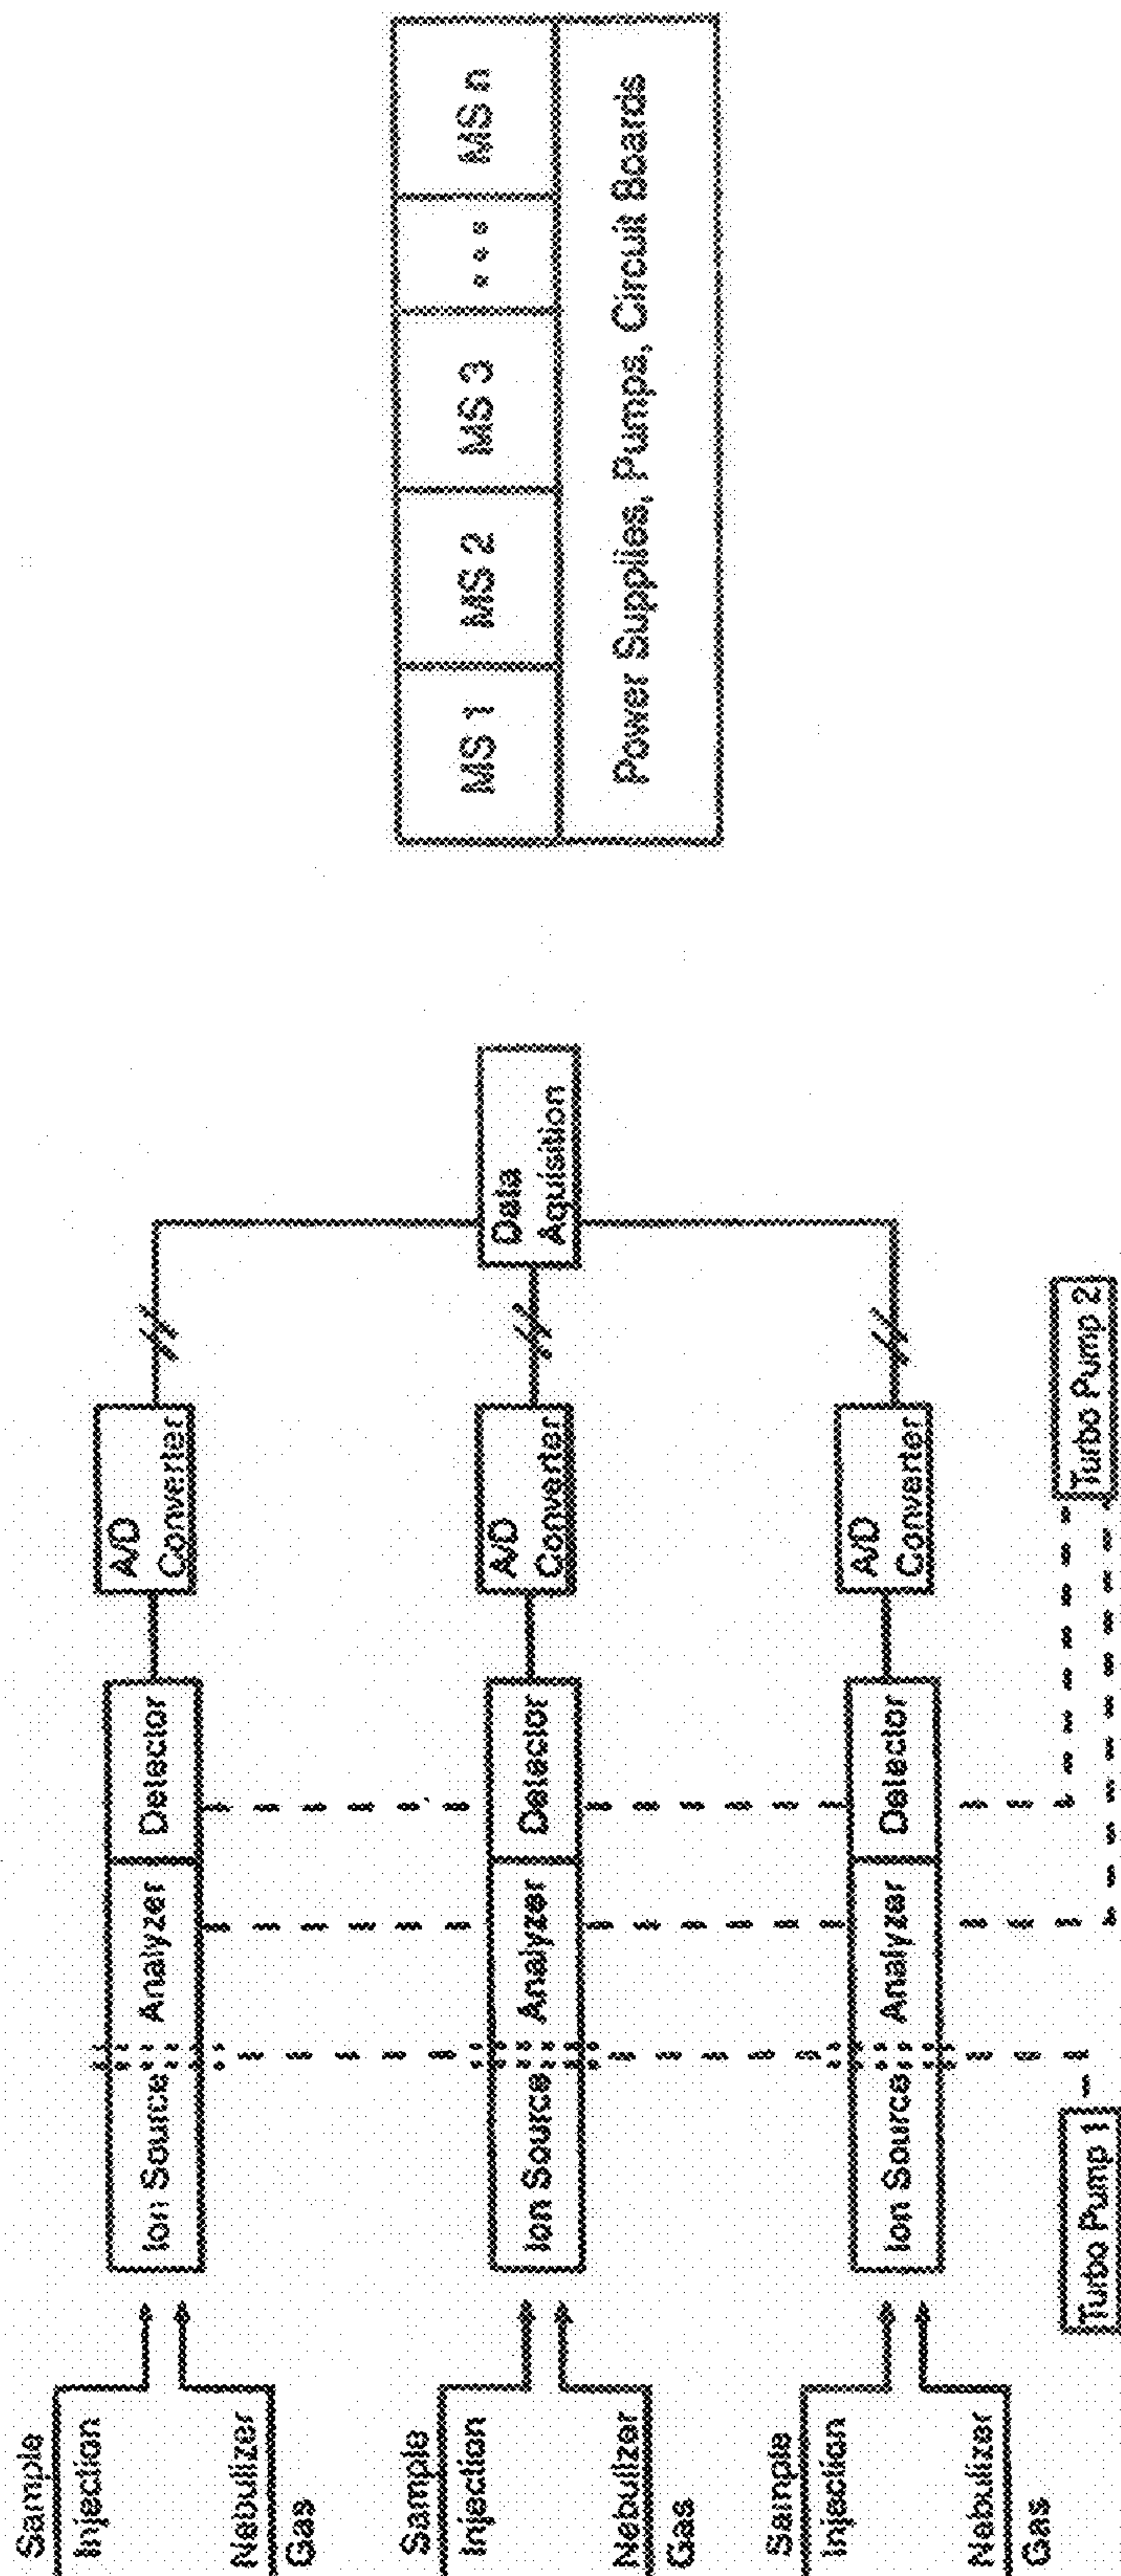 Sample
Injection
Nebulizer
Gas
Ion Source
Analyzer
Detector
A/D
Converter
Sample
Injection
Nebulizer
Gas
Ion Source
Analyzer
Detector
A/D
Converter
Data
Aquisition
Sample
Injection
Nebulizer
Gas
Ion Source
Analyzer
Detector
A/D
Converter
Turbo Pump 1
Turbo Pump 2
MS 1
MS 2
MS 3
•••
MS n
Power Supplies, Pumps, Circuit Boards